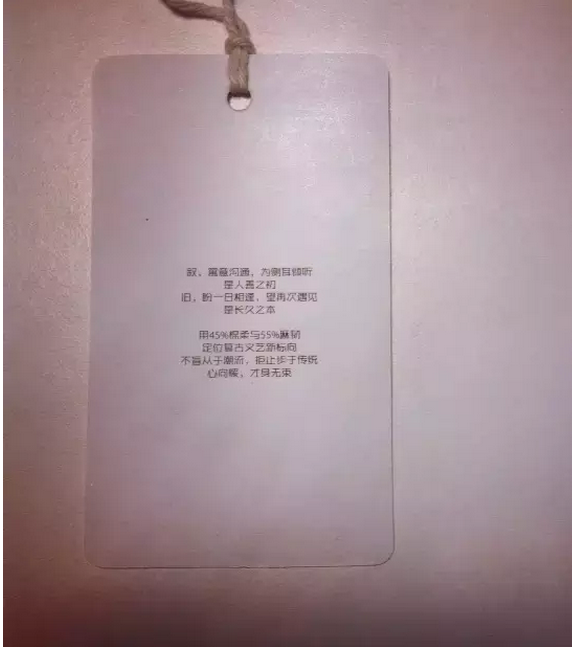 叙，寓意沟通，为侧耳倾听
是人善之初
旧，盼一日相逢，望再次遇见
是长久之本
用45%棉柔与55%麻韧
定位复古文艺新标向
不盲从于潮流，拒止步于传统
心向暖，才身无束